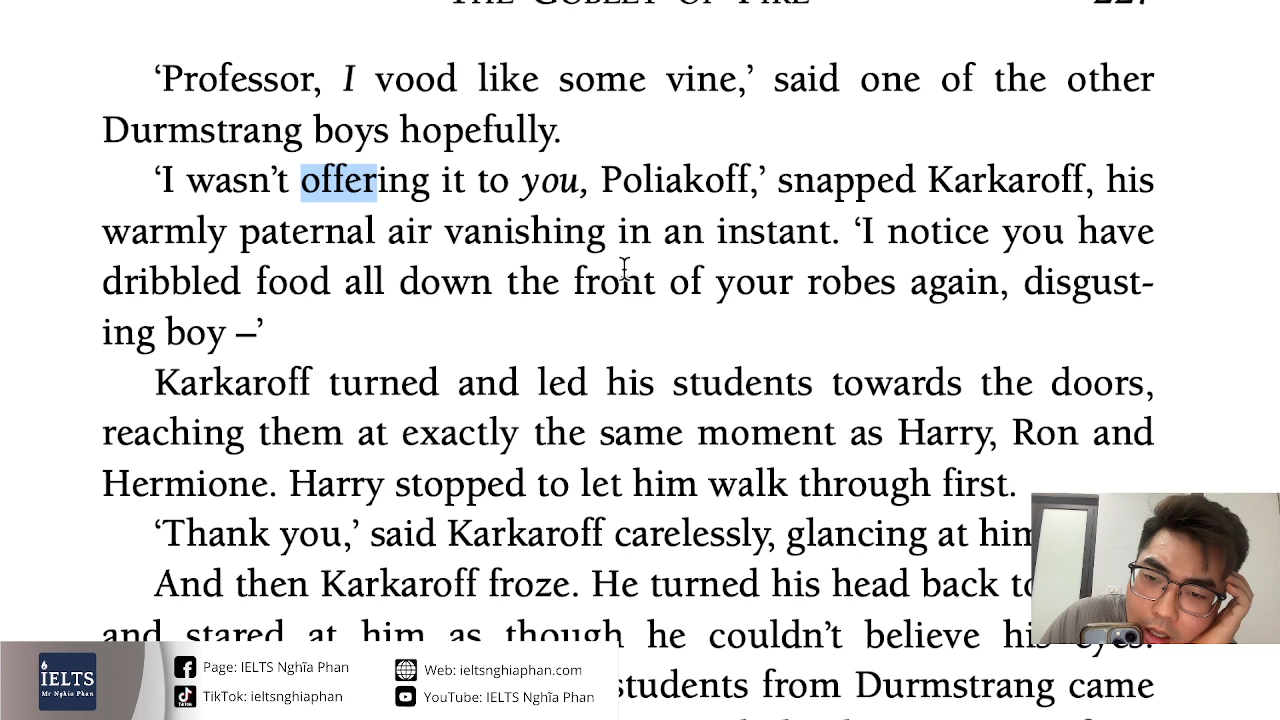 ‘Professor, I vood like some vine,’ said one of the other
Durmstrang boys hopefully.
‘I wasn’t offering it to you, Poliakoff,’ snapped Karkaroff, his
warmly paternal air vanishing in an instant. ‘I notice you have
dribbled food all down the front of your robes again, disgust-
ing boy –’
Karkaroff turned and led his students towards the doors,
reaching them at exactly the same moment as Harry, Ron and
Hermione. Harry stopped to let him walk through first.
‘Thank you,’ said Karkaroff carelessly, glancing at him
And then Karkaroff froze. He turned his head back
and stared at him as though he couldn’t believe his eyes.
students from Durmstrang came
IELTS
Mr Nghia Phan
Page: IELTS Nghĩa Phan
TikTok: ieltsnghiaphan
Web: ieltsnghiaphan.com
YouTube: IELTS Nghĩa Phan